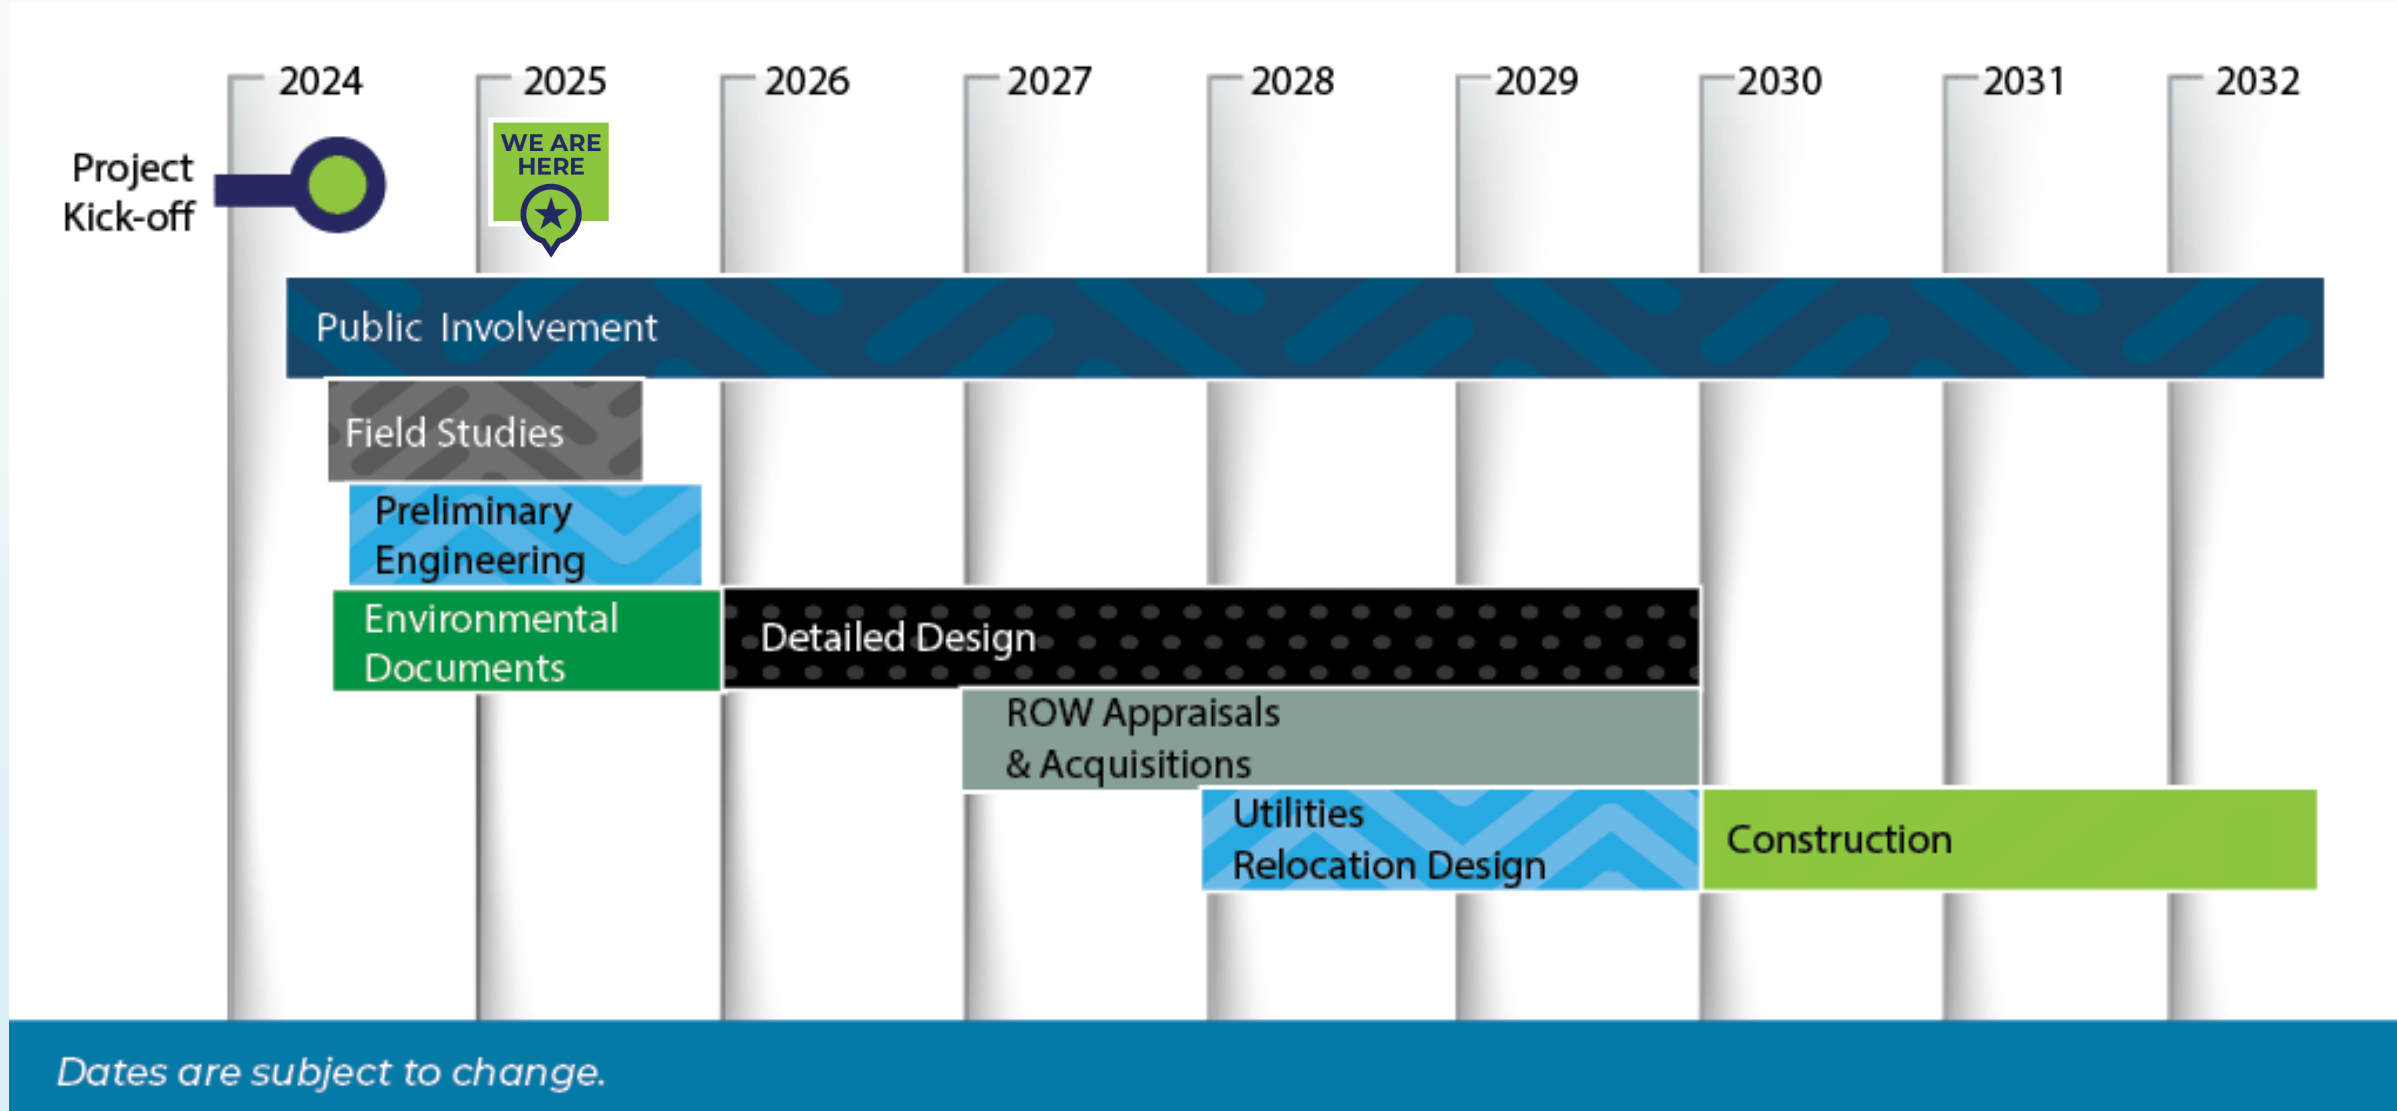 2024
2025
2026
2027
2028
2029
2030
2031
2032
Project
Kick-off
WE ARE
HERE
Public Involvement
Field Studies
Preliminary
Engineering
Environmental
Documents
Detailed Design
ROW Appraisals
& Acquisitions
Utilities
Relocation Design
Construction
Dates are subject to change.